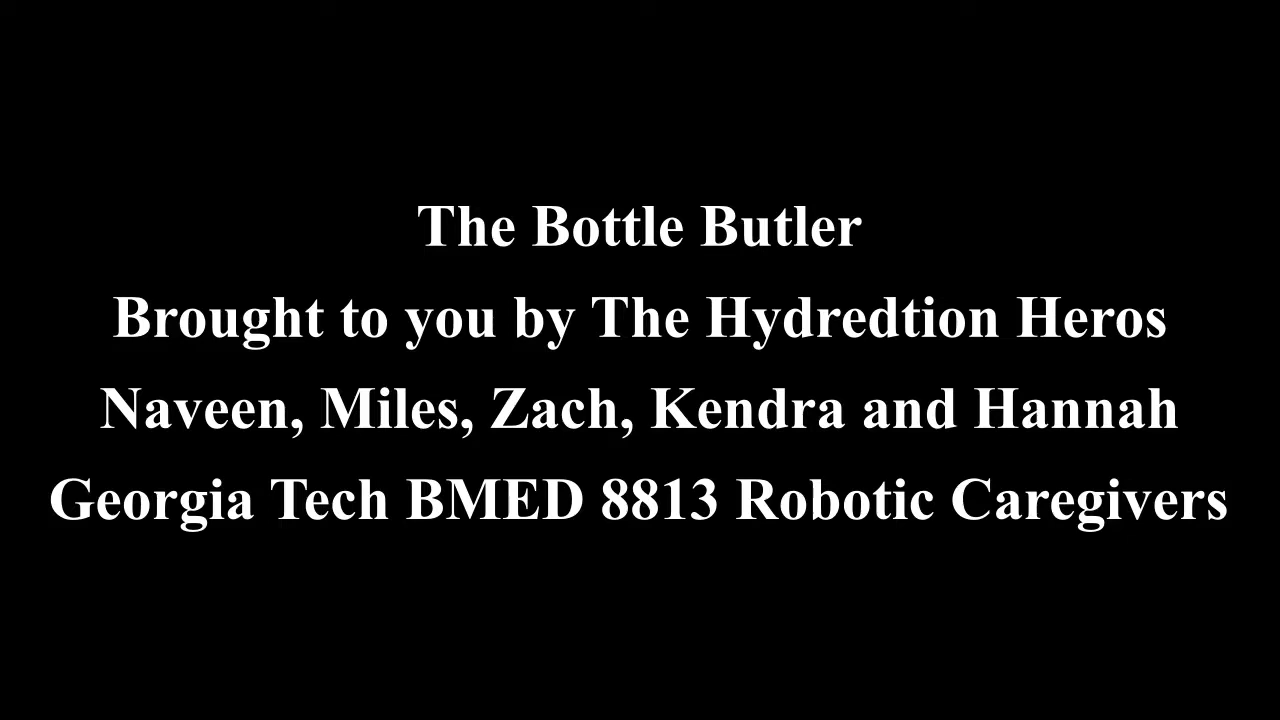 The Bottle Butler
Brought to you by The Hydredtion Heros
Naveen, Miles, Zach, Kendra and Hannah
Georgia Tech BMED 8813 Robotic Caregivers